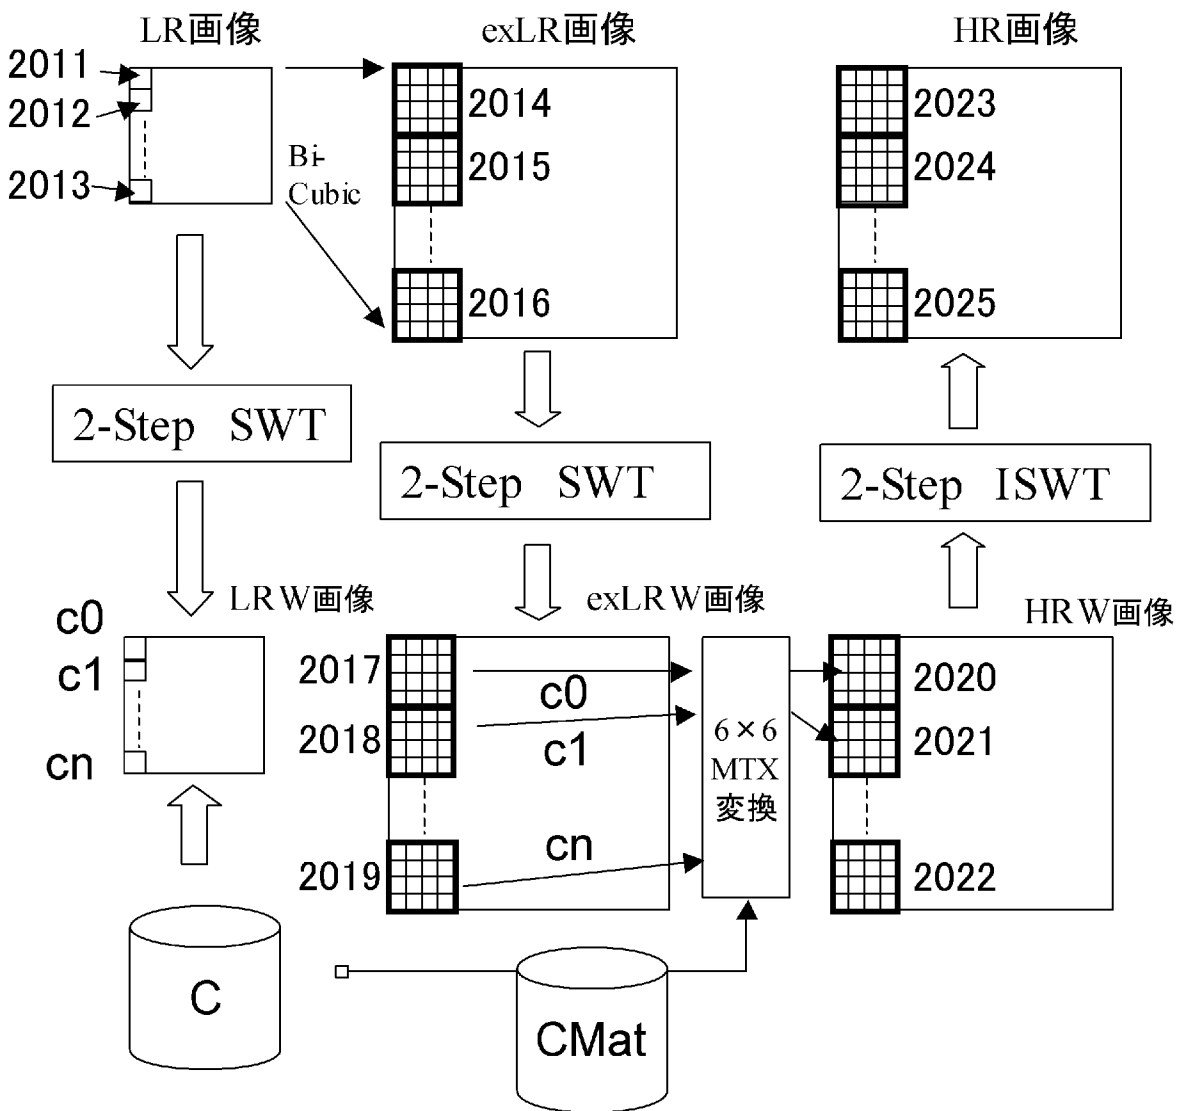 LR画像
exLR画像
HR画像
2011
2012
2013
2014
2015
2016
Bi-
Cubic
2023
2024
2025
2-Step SWT
2-Step SWT
2-Step ISWT
LRW画像
exLRW画像
HRW画像
c0
c1
cn
2017
2018
2019
c0
c1
cn
6×6
MTX
変換
2020
2021
2022
C
CMat